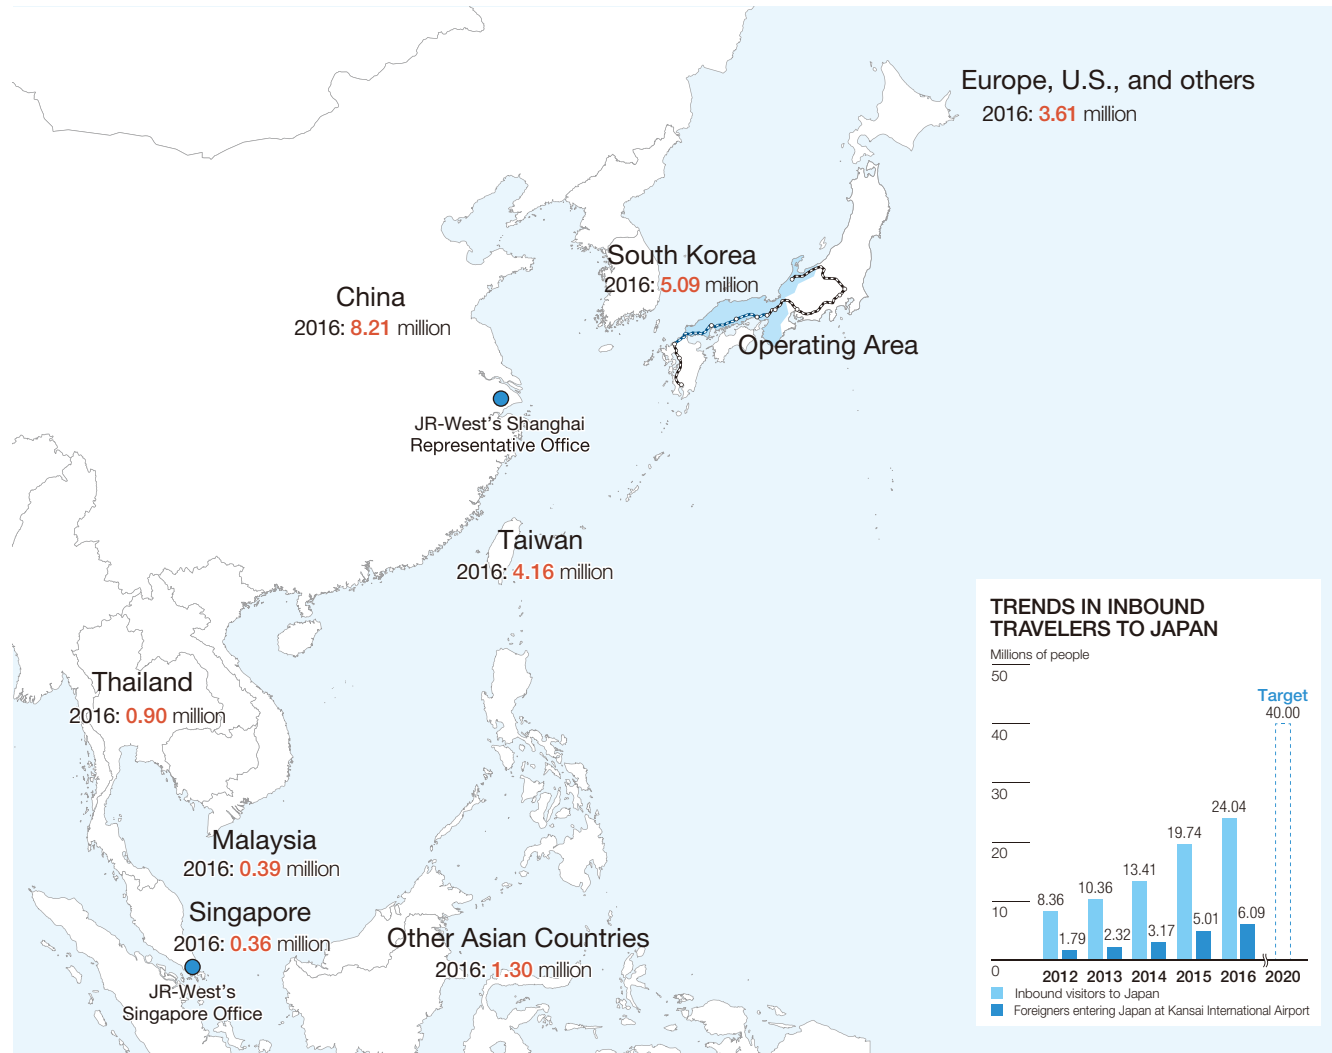 Europe, U.S., and others
2016: 3.61 million
South Korea
2016: 5.09 million
China
2016: 8.21 million
Operating Area
JR-West's Shanghai
Representative Office
Taiwan
2016: 4.16 million
Thailand
2016: 0.90 million
Malaysia
2016: 0.39 million
Singapore
2016: 0.36 million
JR-West's
Singapore Office
Other Asian Countries
2016: 1.30 million
TRENDS IN INBOUND
TRAVELERS TO JAPAN
Millions of people
50
40
30
20
10
0
Target
40.00
8.36
1.79
10.36
2.32
13.41
3.17
19.74
5.01
24.04
6.09
2012 2013 2014 2015 2016 2020
Inbound visitors to Japan
Foreigners entering Japan at Kansai International Airport